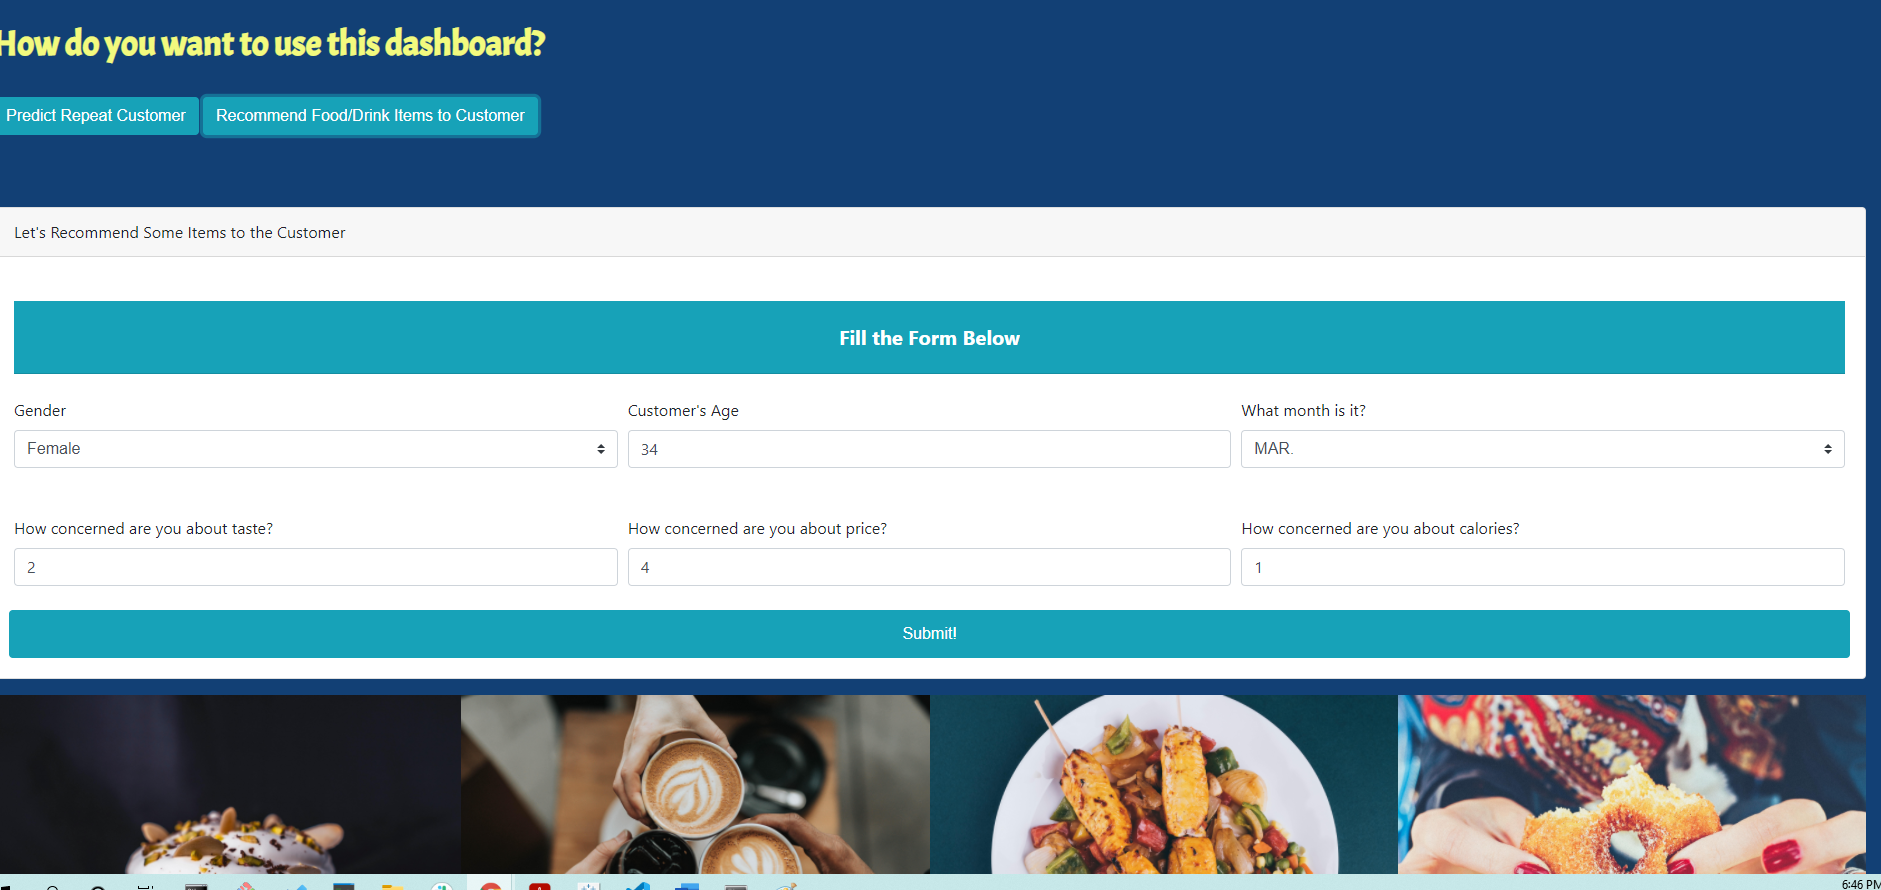 How do you want to use this dashboard?
Predict Repeat Customer
Recommend Food/Drink Items to Customer
Let's Recommend Some Items to the Customer
Fill the Form Below
Gender
Customer's Age
What month is it?
Female
34
MAR.
How concerned are you about taste?
How concerned are you about price?
How concerned are you about calories?
2
4
1
Submit!
6:46 PM